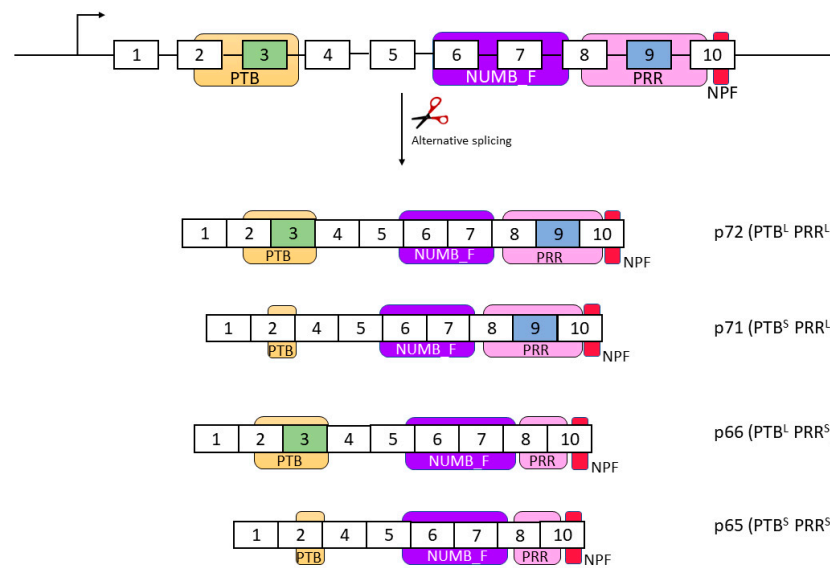 1 2 3 4 5 6 7 8 9 10
PTB NUMB_F PRR NPF
Alternative splicing
1 2 3 4 5 6 7 8 9 10 p72 (PTBᴸ PRRᴸ
PTB NUMB_F PRR NPF
1 2 4 5 6 7 8 9 10 p71 (PTBˢ PRRᴸ
PTB NUMB_F PRR NPF
1 2 3 4 5 6 7 8 10 p66 (PTBᴸ PRRˢ
PTB NUMB_F PRR NPF
1 2 4 5 6 7 8 10 p65 (PTBˢ PRRˢ
PTB NUMB_F PRR NPF